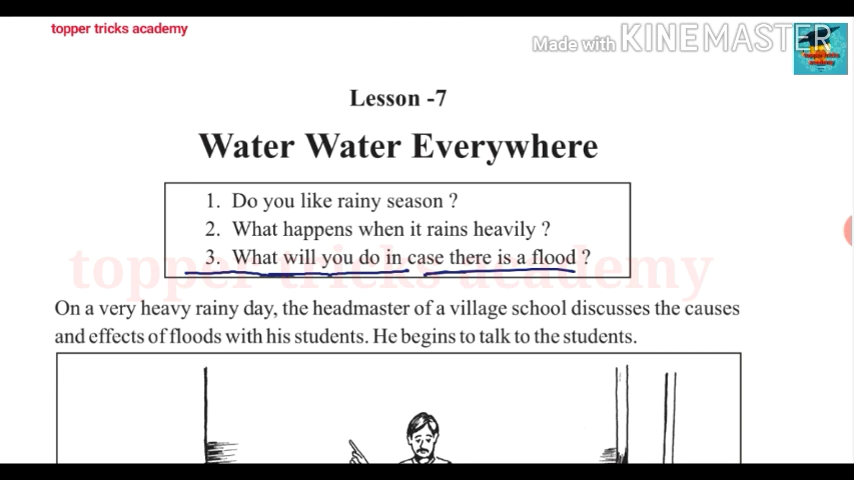 topper tricks academy
Made with KINEMASTER
Lesson -7
Water Water Everywhere
1. Do you like rainy season ?
2. What happens when it rains heavily ?
3. What will you do in case there is a flood ?
topper tricks academy
On a very heavy rainy day, the headmaster of a village school discusses the causes
and effects of floods with his students. He begins to talk to the students.